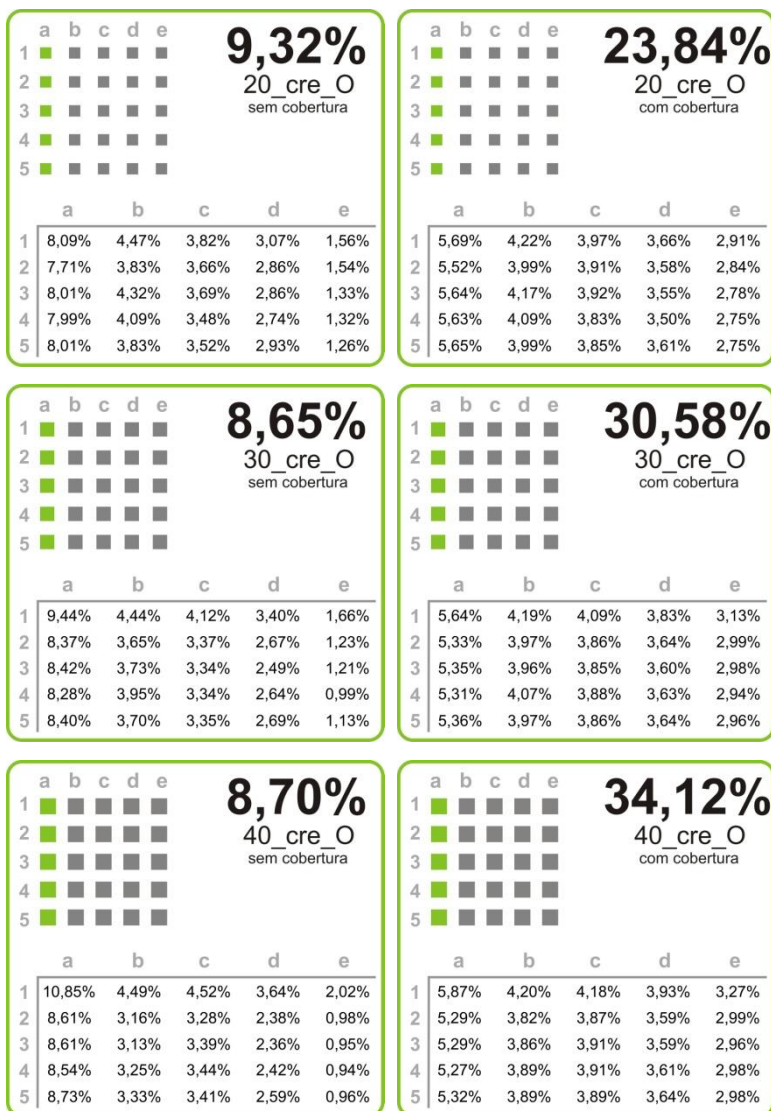 a b c d e
1
2
3
4
5
9,32%
20_cre_O
sem cobertura
a b c d e
1 8,09% 4,47% 3,82% 3,07% 1,56%
2 7,71% 3,83% 3,66% 2,86% 1,54%
3 8,01% 4,32% 3,69% 2,86% 1,33%
4 7,99% 4,09% 3,48% 2,74% 1,32%
5 8,01% 3,83% 3,52% 2,93% 1,26%
a b c d e
1
2
3
4
5
23,84%
20_cre_O
com cobertura
a b c d e
1 5,69% 4,22% 3,97% 3,66% 2,91%
2 5,52% 3,99% 3,91% 3,58% 2,84%
3 5,64% 4,17% 3,92% 3,55% 2,78%
4 5,63% 4,09% 3,83% 3,50% 2,75%
5 5,65% 3,99% 3,85% 3,61% 2,75%
a b c d e
1
2
3
4
5
8,65%
30_cre_O
sem cobertura
a b c d e
1 9,44% 4,44% 4,12% 3,40% 1,66%
2 8,37% 3,65% 3,37% 2,67% 1,23%
3 8,42% 3,73% 3,34% 2,49% 1,21%
4 8,28% 3,95% 3,34% 2,64% 0,99%
5 8,40% 3,70% 3,35% 2,69% 1,13%
a b c d e
1
2
3
4
5
30,58%
30_cre_O
com cobertura
a b c d e
1 5,64% 4,19% 4,09% 3,83% 3,13%
2 5,33% 3,97% 3,86% 3,64% 2,99%
3 5,35% 3,96% 3,85% 3,60% 2,98%
4 5,31% 4,07% 3,88% 3,63% 2,94%
5 5,36% 3,97% 3,86% 3,64% 2,96%
a b c d e
1
2
3
4
5
8,70%
40_cre_O
sem cobertura
a b c d e
1 10,85% 4,49% 4,52% 3,64% 2,02%
2 8,61% 3,16% 3,28% 2,38% 0,98%
3 8,61% 3,13% 3,39% 2,36% 0,95%
4 8,54% 3,25% 3,44% 2,42% 0,94%
5 8,73% 3,33% 3,41% 2,59% 0,96%
a b c d e
1
2
3
4
5
34,12%
40_cre_O
com cobertura
a b c d e
1 5,87% 4,20% 4,18% 3,93% 3,27%
2 5,29% 3,82% 3,87% 3,59% 2,99%
3 5,29% 3,86% 3,91% 3,59% 2,96%
4 5,27% 3,89% 3,91% 3,61% 2,98%
5 5,32% 3,89% 3,89% 3,64% 2,98%